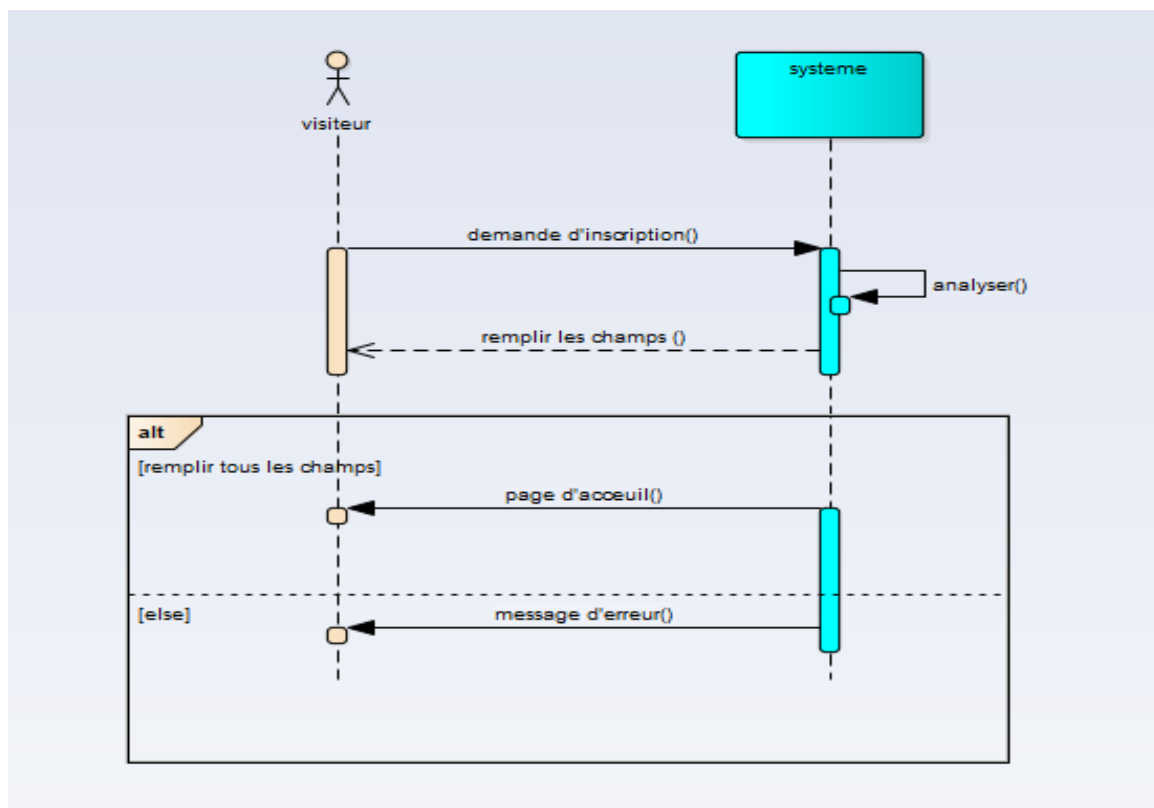 visiteur
systeme
demande d'inscription()
analyser()
remplir les champs ()
alt
[remplir tous les champs]
page d'acceuil()
[else]
message d'erreur()